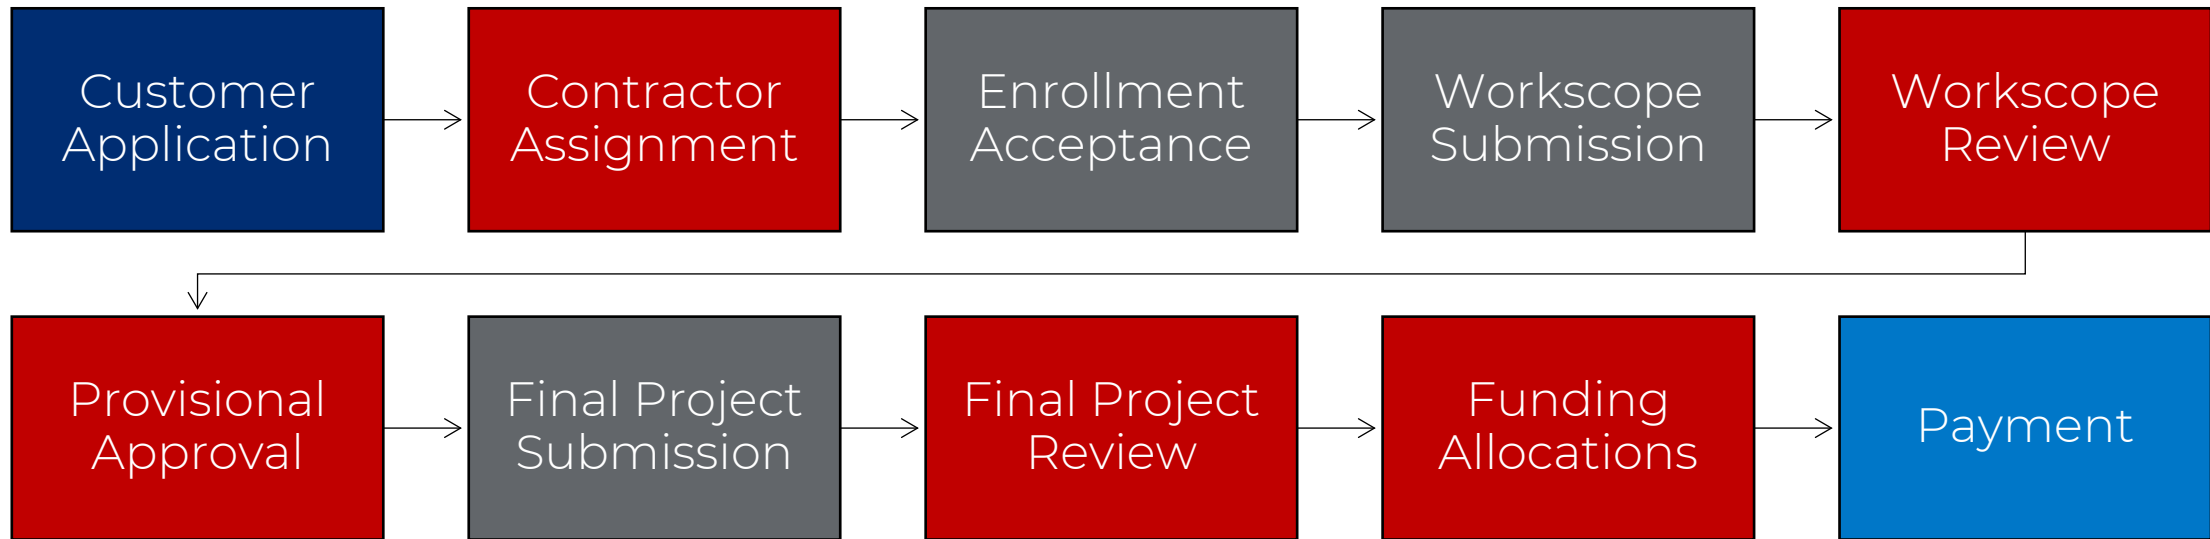 Customer
Application
Contractor
Assignment
Enrollment
Acceptance
Workscope
Submission
Workscope
Review
Provisional
Approval
Final Project
Submission
Final Project
Review
Funding
Allocations
Payment